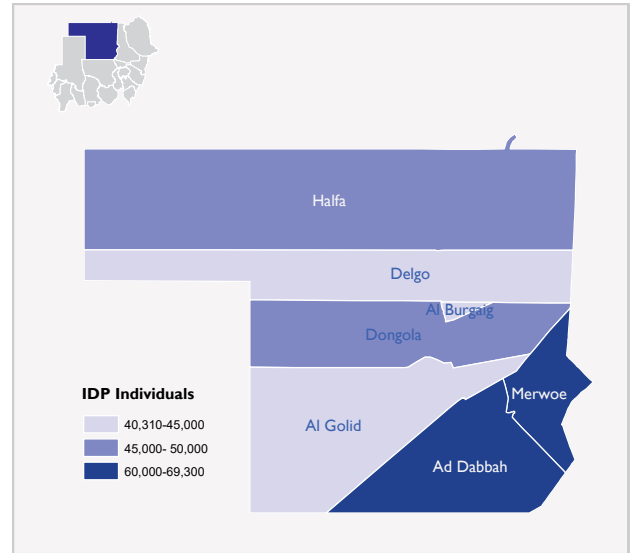 Halfa
Delgo
Al Burgaig
Dongola
Merwoe
Al Golid
Ad Dabbah
IDP Individuals
40,310-45,000
45,000- 50,000
60,000-69,300